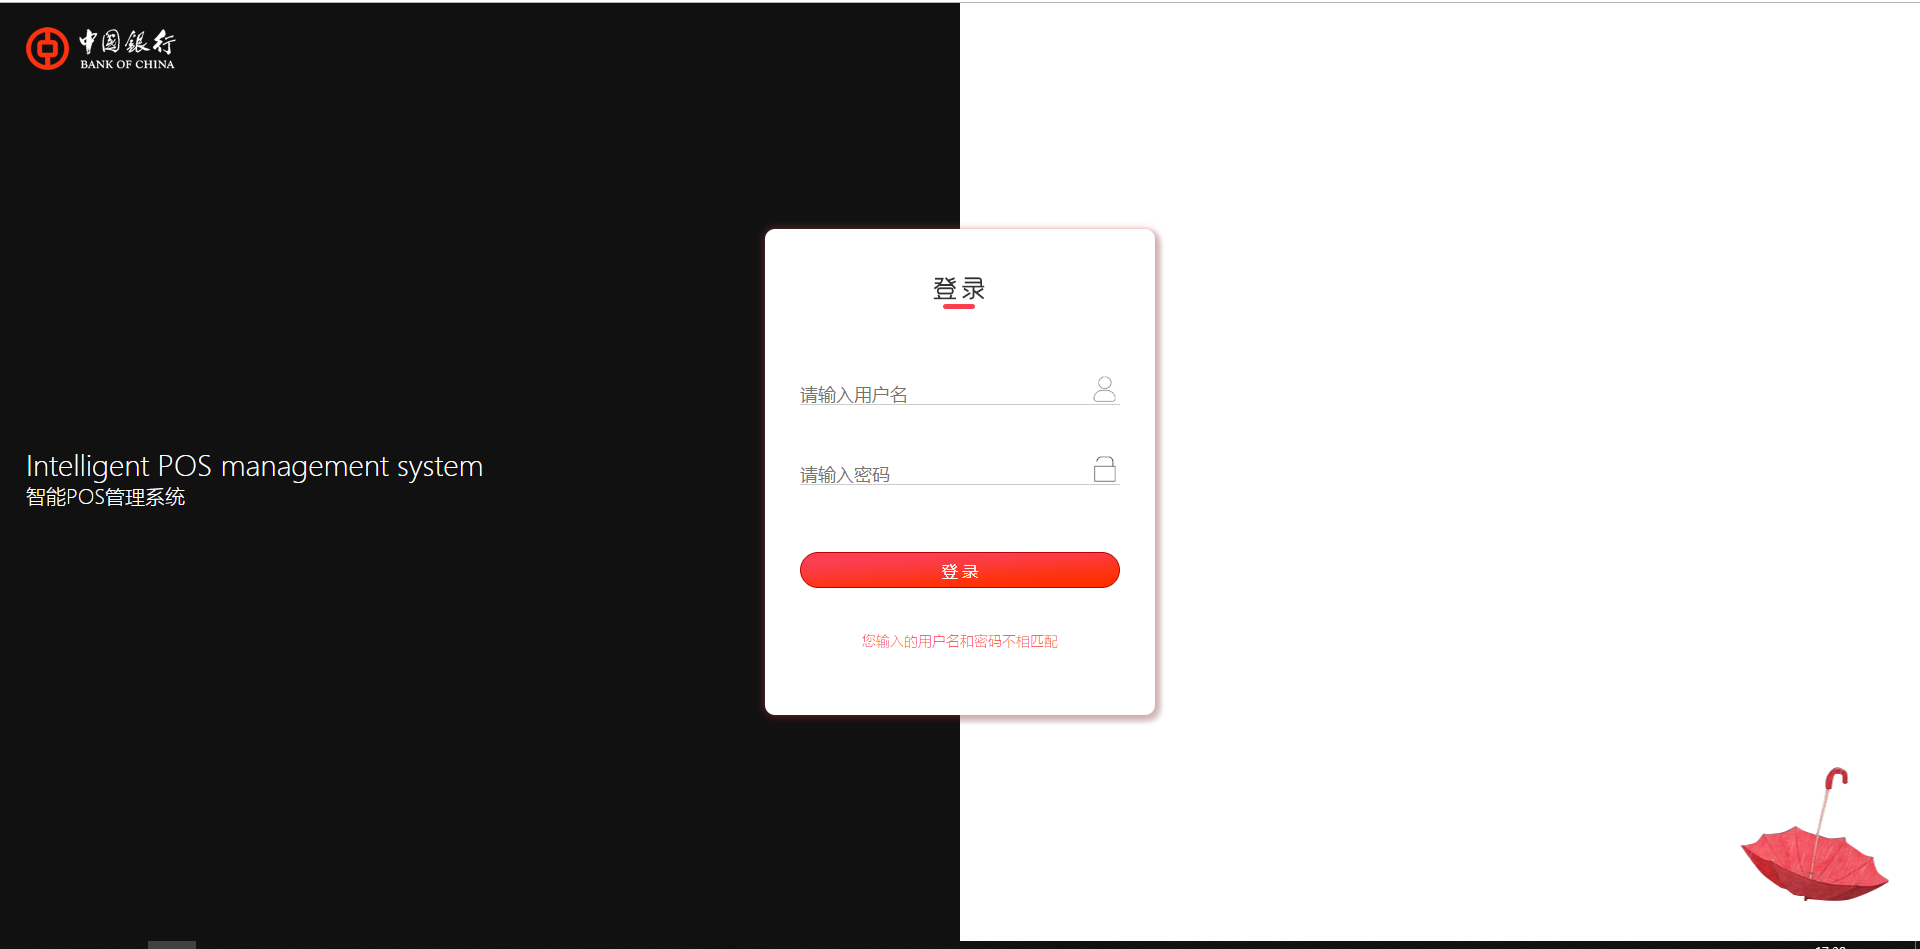 中国銀行
BANK OF CHINA
Intelligent POS management system
智能POS管理系统
登录
请输入用户名
请输入密码
登录
您输入的用户名和密码不相匹配